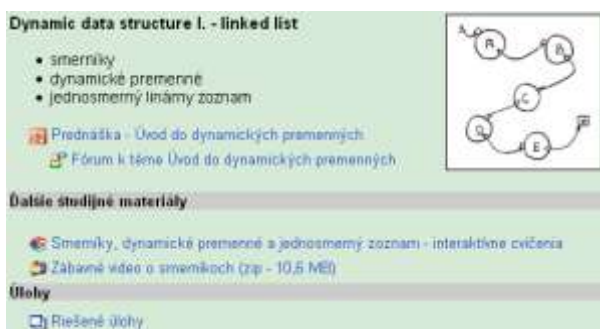 Dynamic data structure I. - linked list
smerníky
dynamické premenné
jednosmerný linárny zoznam
Prednáška - Úvod do dynamických premenných
Fórum k téme Úvod do dynamických premenných
A
B
C
D
E
Ďalšie študijné materiály
Smerníky, dynamické premenné a jednosmerný zoznam - interaktívne cvičenia
Zábavné video o smerníkoch (zip - 10,6 MB)
Úlohy
Riešené úlohy